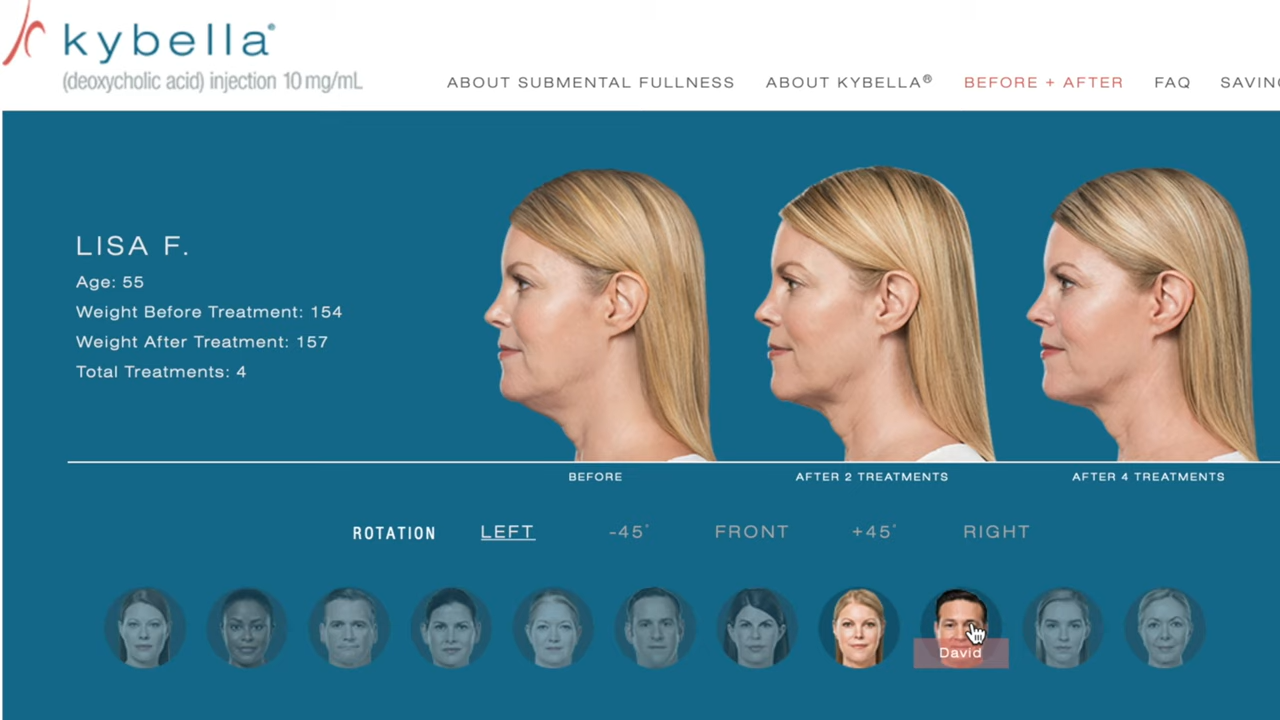 kybella®
(deoxycholic acid) injection 10 mg/mL
ABOUT SUBMENTAL FULLNESS ABOUT KYBELLA® BEFORE + AFTER FAQ SAVING
LISA F.
Age: 55
Weight Before Treatment: 154
Weight After Treatment: 157
Total Treatments: 4
BEFORE AFTER 2 TREATMENTS AFTER 4 TREATMENTS
ROTATION LEFT -45° FRONT +45° RIGHT
David